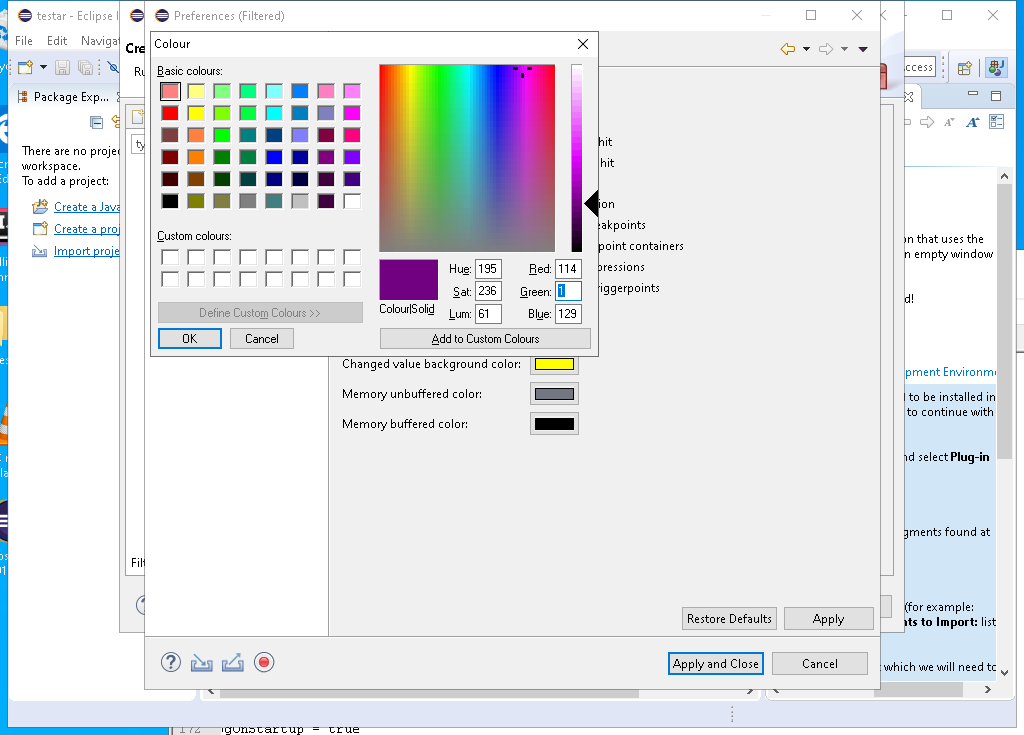 testar - Eclipse I
Preferences (Filtered)
File Edit Navigat
Cre
Ru
Colour
Basic colours:
Custom colours:
Define Custom Colours >>
OK
Cancel
Hue: 195
Sat: 236
Lum: 61
Red: 114
Green: 1
Blue: 129
Colour|Solid
Add to Custom Colours
Package Exp...
ty
There are no projec
workspace.
To add a project:
Create a Java
Create a proj
Import proje
hit
hit
ion
eakpoints
point containers
pressions
iggerpoints
Changed value background color:
Memory unbuffered color:
Memory buffered color:
Filt
Restore Defaults
Apply
Apply and Close
Cancel
ccess
on that uses the
n empty window
d!
pment Environme
l to be installed in
to continue with
nd select Plug-in
gments found at
(for example:
nts to Import: list
which we will need to
172
gOnStartup = true